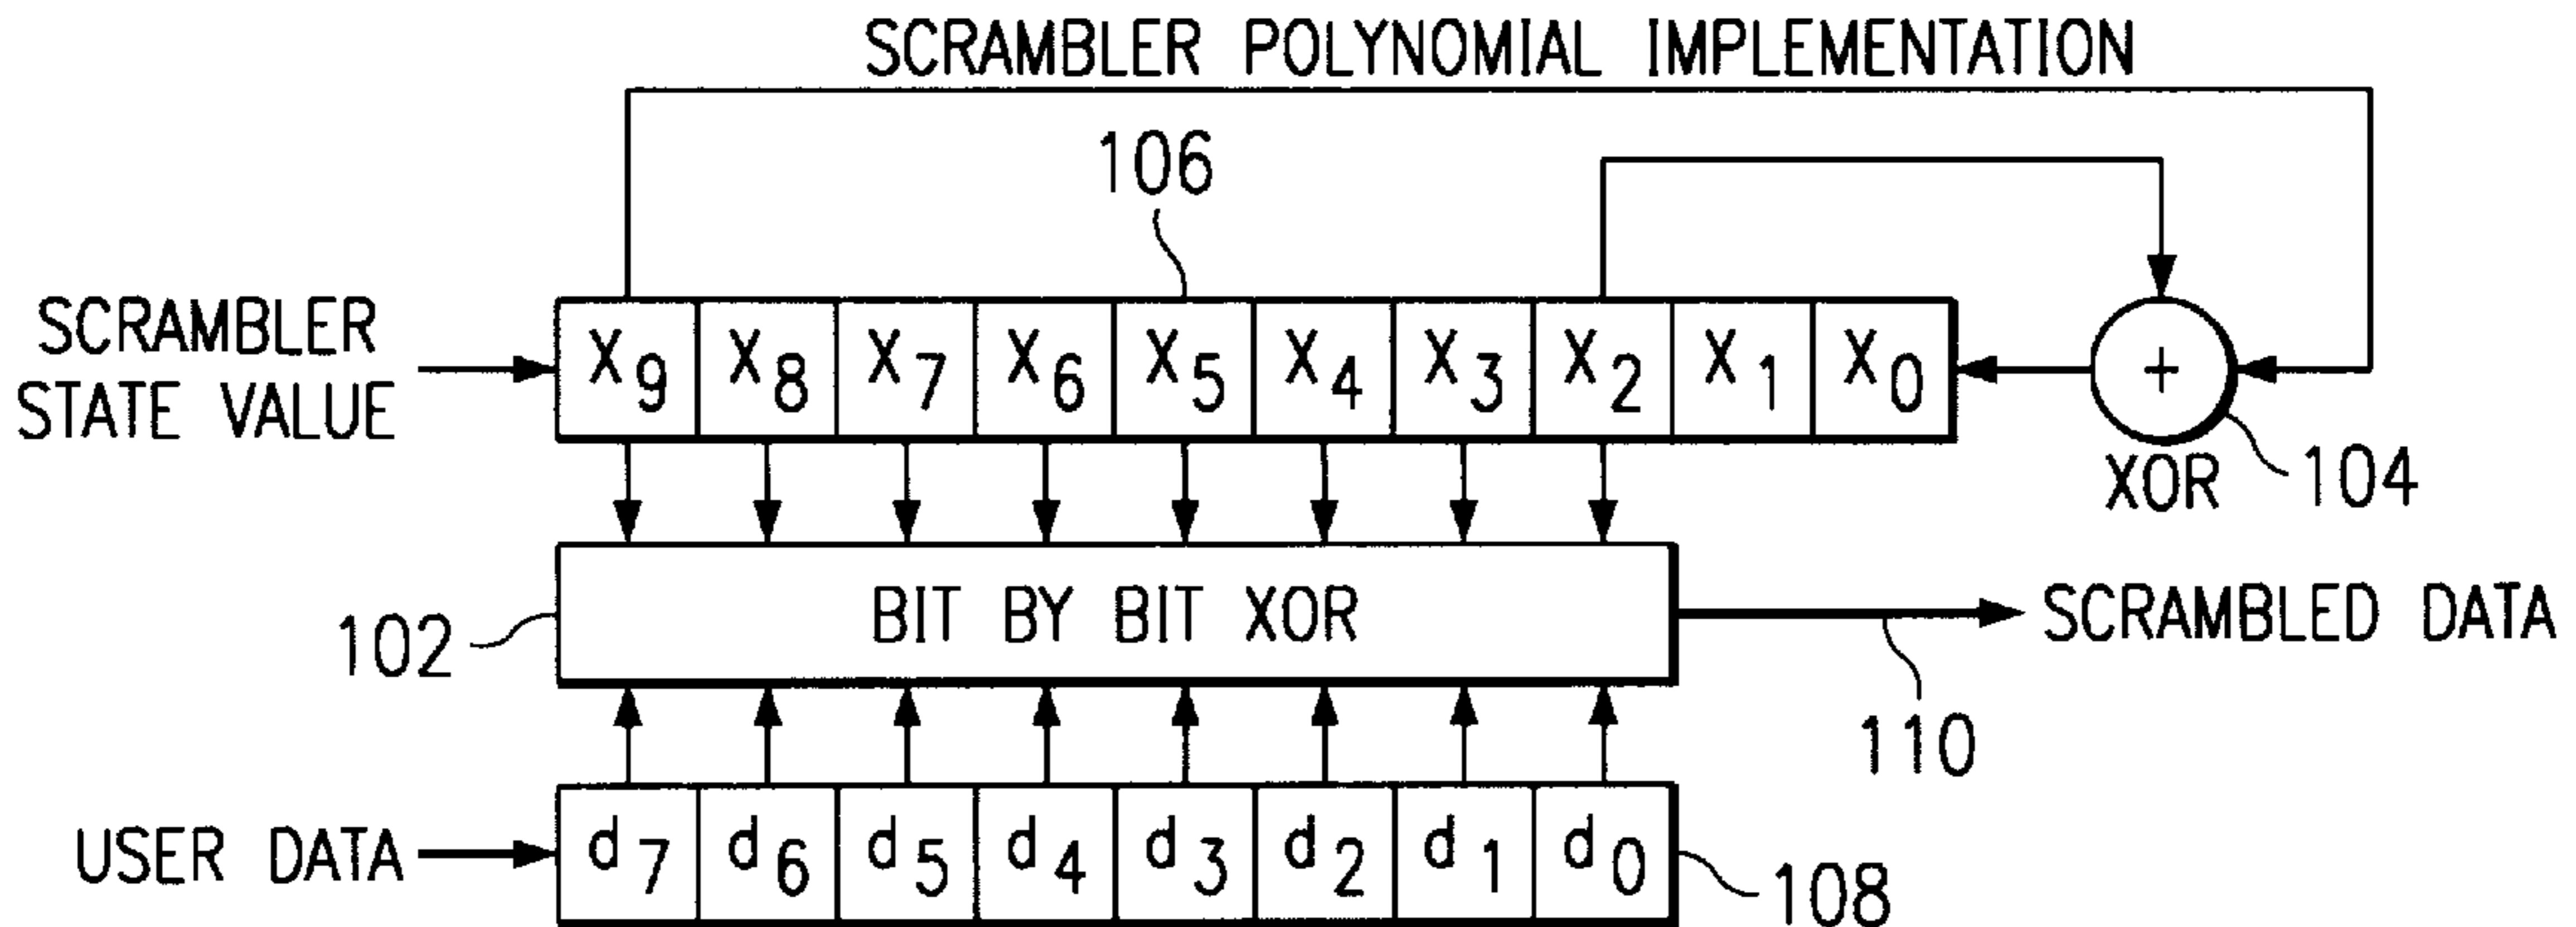 SCRAMBLER POLYNOMIAL IMPLEMENTATION
106
SCRAMBLER
STATE VALUE
X9 X8 X7 X6 X5 X4 X3 X2 X1 X0
+
XOR
104
102
BIT BY BIT XOR
SCRAMBLED DATA
110
USER DATA
d7 d6 d5 d4 d3 d2 d1 d0
108